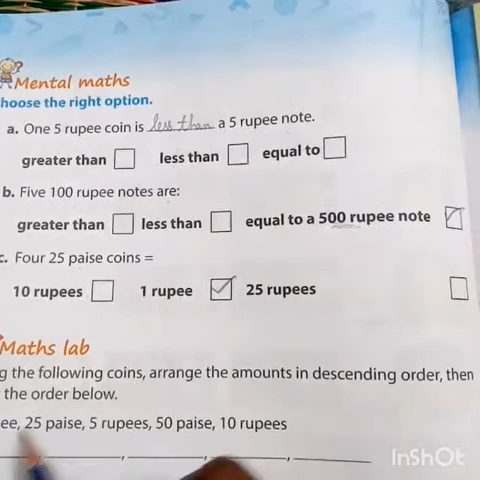 Mental maths
hoose the right option.
a. One 5 rupee coin is less than a 5 rupee note.
greater than less than equal to
b. Five 100 rupee notes are:
greater than less than equal to a 500 rupee note
c. Four 25 paise coins =
10 rupees 1 rupee 25 rupees
Maths lab
g the following coins, arrange the amounts in descending order, then
the order below.
ee, 25 paise, 5 rupees, 50 paise, 10 rupees
InShOt